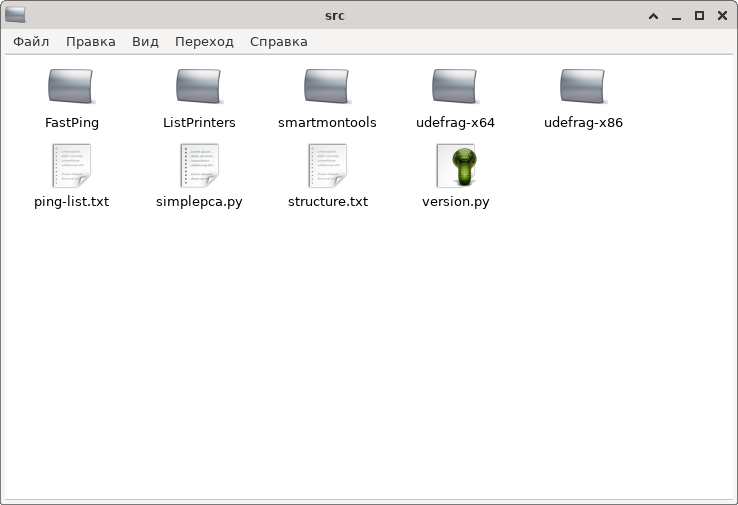 src
Файл Правка Вид Переход Справка
FastPing ListPrinters smartmontools udefrag-x64 udefrag-x86
ping-list.txt simplepca.py structure.txt version.py